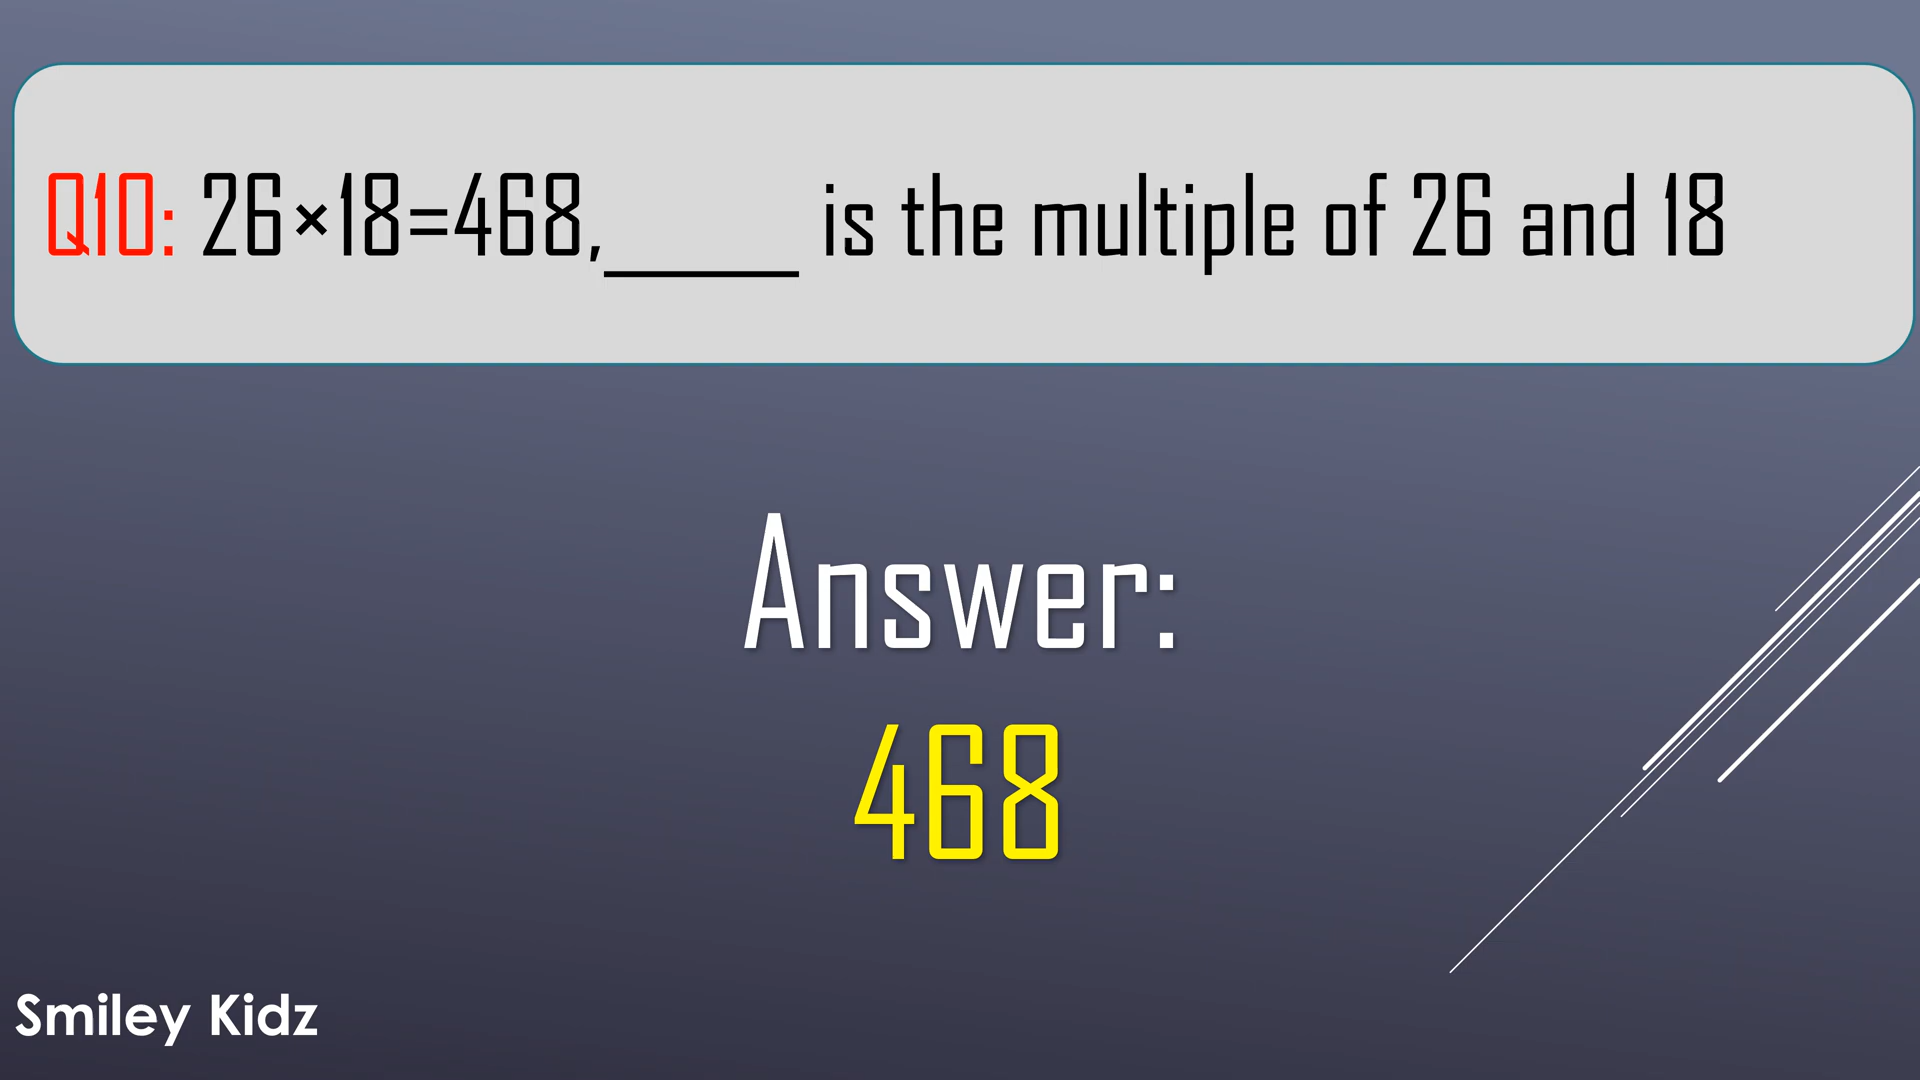 Q10: 26×18=468,_____ is the multiple of 26 and 18
Answer:
468
Smiley Kidz